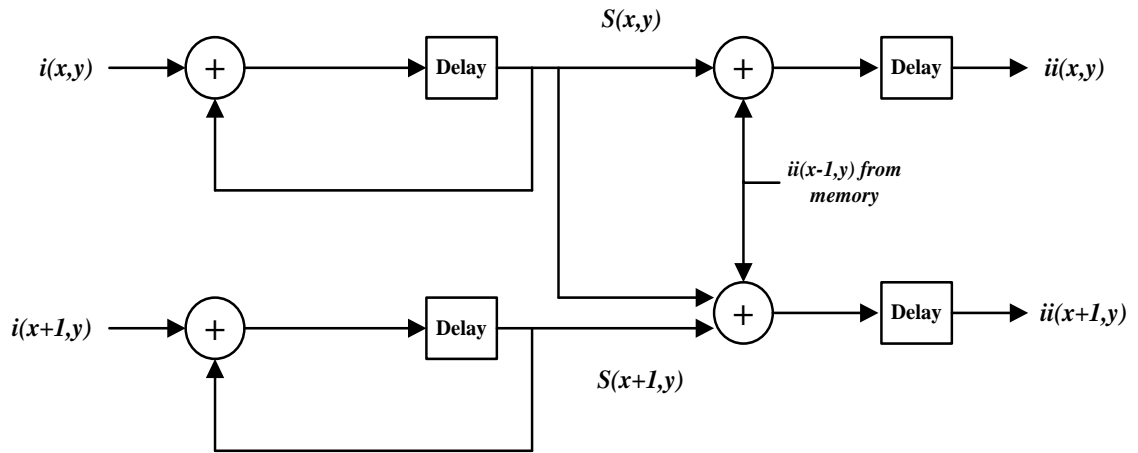 S(x,y)
i(x,y)
+
Delay
+
Delay
ii(x,y)
ii(x-1,y) from
memory
i(x+1,y)
+
Delay
+
Delay
ii(x+1,y)
S(x+1,y)